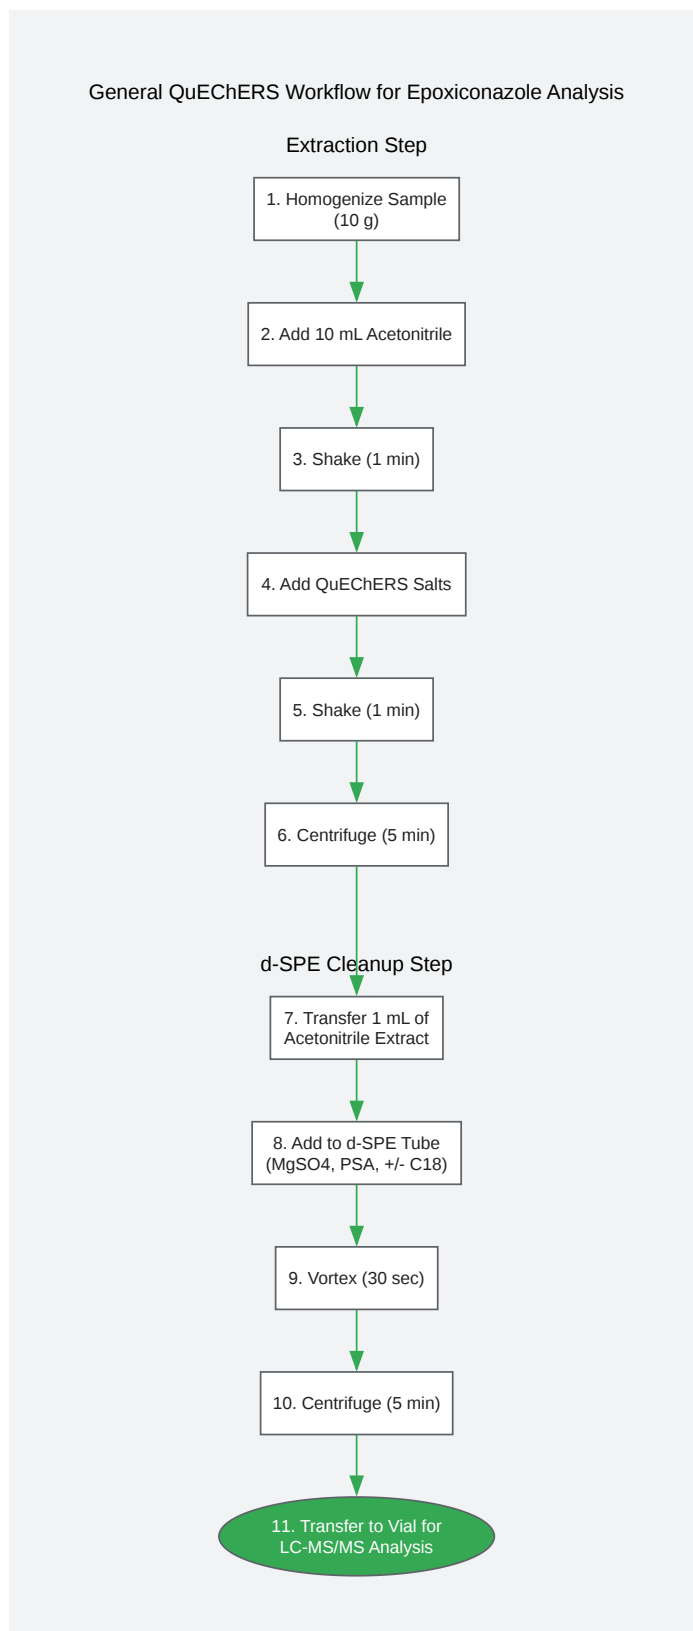 General QuEChERS Workflow for Epoxiconazole Analysis
Extraction Step
1. Homogenize Sample
(10 g)
2. Add 10 mL Acetonitrile
3. Shake (1 min)
4. Add QuEChERS Salts
5. Shake (1 min)
6. Centrifuge (5 min)
d-SPE Cleanup Step
7. Transfer 1 mL of
Acetonitrile Extract
8. Add to d-SPE Tube
(MgSO4, PSA, +/- C18)
9. Vortex (30 sec)
10. Centrifuge (5 min)
11. Transfer to Vial for
LC-MS/MS Analysis